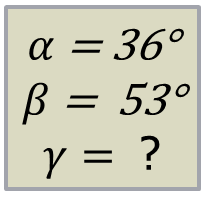 α = 36°
β = 53°
γ = ?